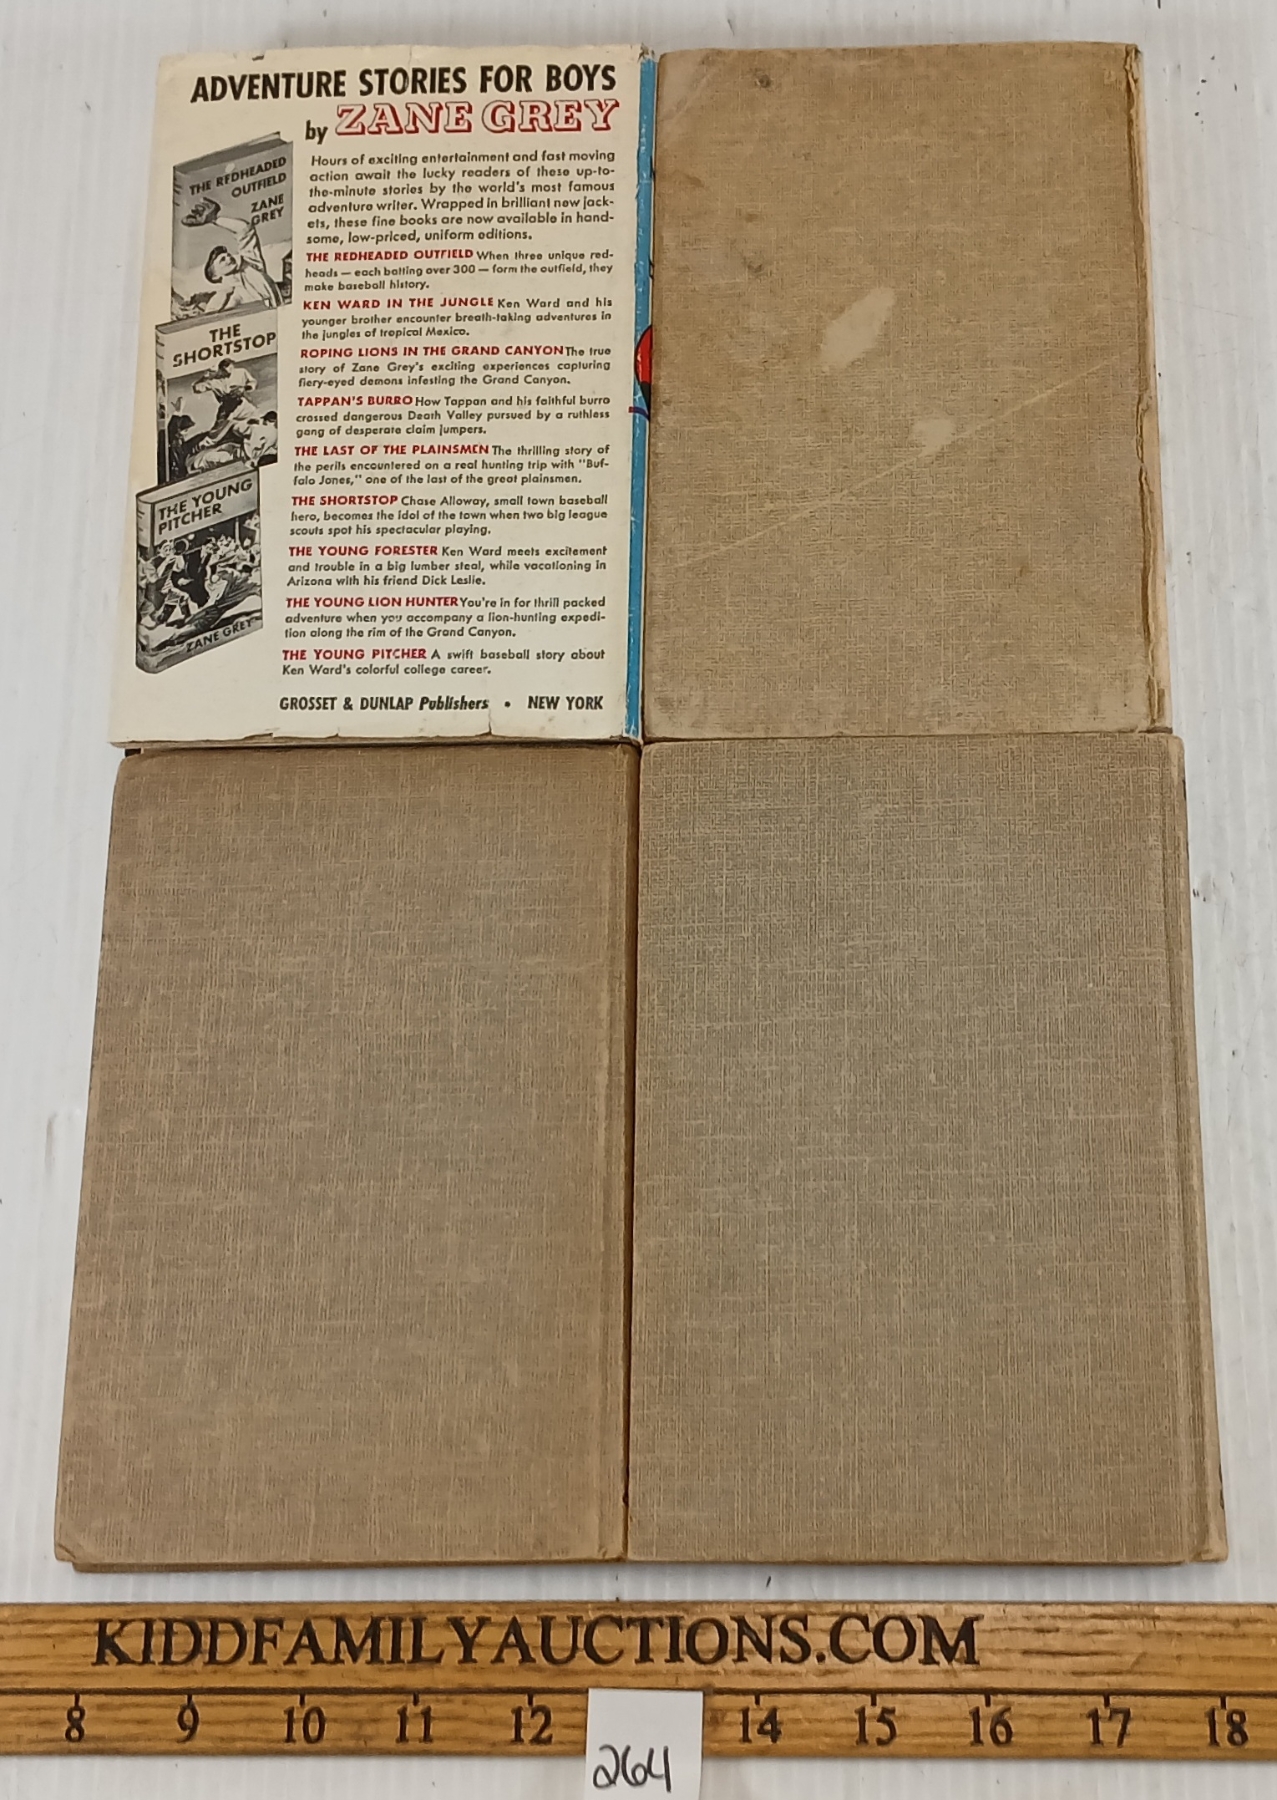 ADVENTURE STORIES FOR BOYS
by ZANE GREY
Hours of exciting entertainment and fast moving
action await the lucky readers of these up-to-
the-minute stories by the world's most famous
adventure writer. Wrapped in brilliant new jack-
ets, these fine books are now available in hand-
some, low-priced, uniform editions.
THE REDHEADED OUTFIELD When three unique red-
heads — each batting over 300 — form the outfield, they
make baseball history.
KEN WARD IN THE JUNGLE Ken Ward and his
younger brother encounter breath-taking adventures in
the jungles of tropical Mexico.
ROPING LIONS IN THE GRAND CANYON The true
story of Zane Grey's exciting experiences capturing
fiery-eyed demons infesting the Grand Canyon.
TAPPAN'S BURRO How Tappan and his faithful burro
crossed dangerous Death Valley pursued by a ruthless
gang of desperate claim jumpers.
THE LAST OF THE PLAINSMEN The thrilling story of
the perils encountered on a real hunting trip with "Buf-
falo Jones," one of the last of the great plainsmen.
THE SHORTSTOP Chase Alloway, small town baseball
hero, becomes the idol of the town when two big league
scouts spot his spectacular playing.
THE YOUNG FORESTER Ken Ward meets excitement
and trouble in a big lumber steal, while vacationing in
Arizona with his friend Dick Leslie.
THE YOUNG LION HUNTER You're in for thrill packed
adventure when you accompany a lion-hunting expedi-
tion along the rim of the Grand Canyon.
THE YOUNG PITCHER A swift baseball story about
Ken Ward's colorful college career.
GROSSET & DUNLAP Publishers • NEW YORK
THE REDHEADED
OUTFIELD
ZANE
GREY
THE
SHORTSTOP
THE YOUNG
PITCHER
ZANE GREY
KIDDFAMILYAUCTIONS.COM
8 9 10 11 12 14 15 16 17 18
264